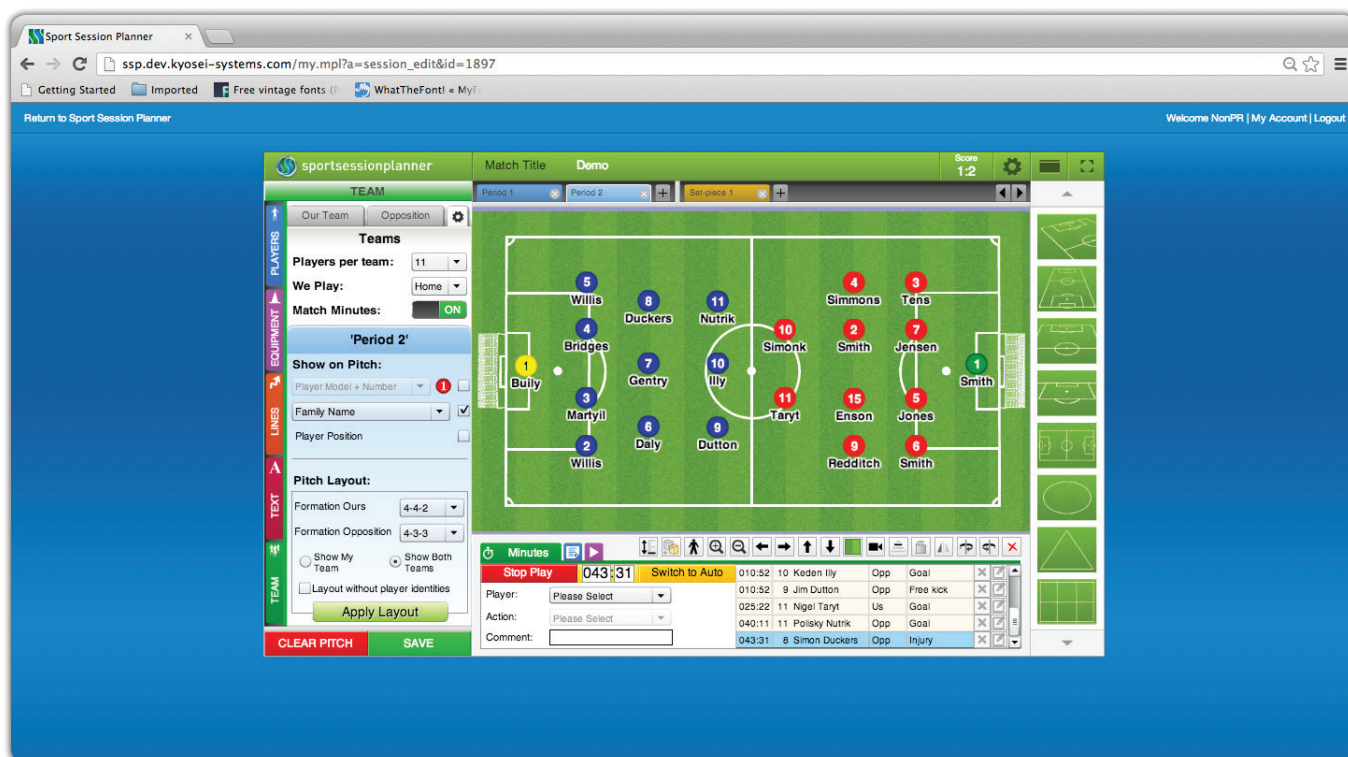 Sport Session Planner
ssp.dev.kyosei-systems.com/my.mpl?a=session_edit&id=1897
Getting Started Imported Free vintage fonts WhatTheFont! « MyF
Return to Sport Session Planner Welcome NonPR | My Account | Logout
sportsessionplanner Match Title Demo Score 1:2
TEAM Period 1 Period 2 + Set-piece 1 +
Our Team Opposition
Teams
Players per team: 11
We Play: Home
Match Minutes: ON
'Period 2'
Show on Pitch:
Player Model + Number 1
Family Name
Player Position
Pitch Layout:
Formation Ours 4-4-2
Formation Opposition 4-3-3
Show My Team Show Both Teams
Layout without player identities
Apply Layout
CLEAR PITCH SAVE
PLAYERS
EQUIPMENT
LINES
A TEXT
TEAM
1 Buily
5 Willis
4 Bridges
3 Martyil
2 Willis
8 Duckers
7 Gentry
6 Daly
11 Nutrik
10 Illy
9 Dutton
10 Simonk
11 Taryt
4 Simmons
2 Smith
15 Enson
9 Redditch
3 Tens
7 Jensen
5 Jones
6 Smith
1 Smith
Minutes
Stop Play 043:31 Switch to Auto
Player: Please Select
Action: Please Select
Comment:
010:52 10 Keden Illy Opp Goal
010:52 9 Jim Dutton Opp Free kick
025:22 11 Nigel Taryt Us Goal
040:11 11 Polisky Nutrik Opp Goal
043:31 8 Simon Duckers Opp Injury